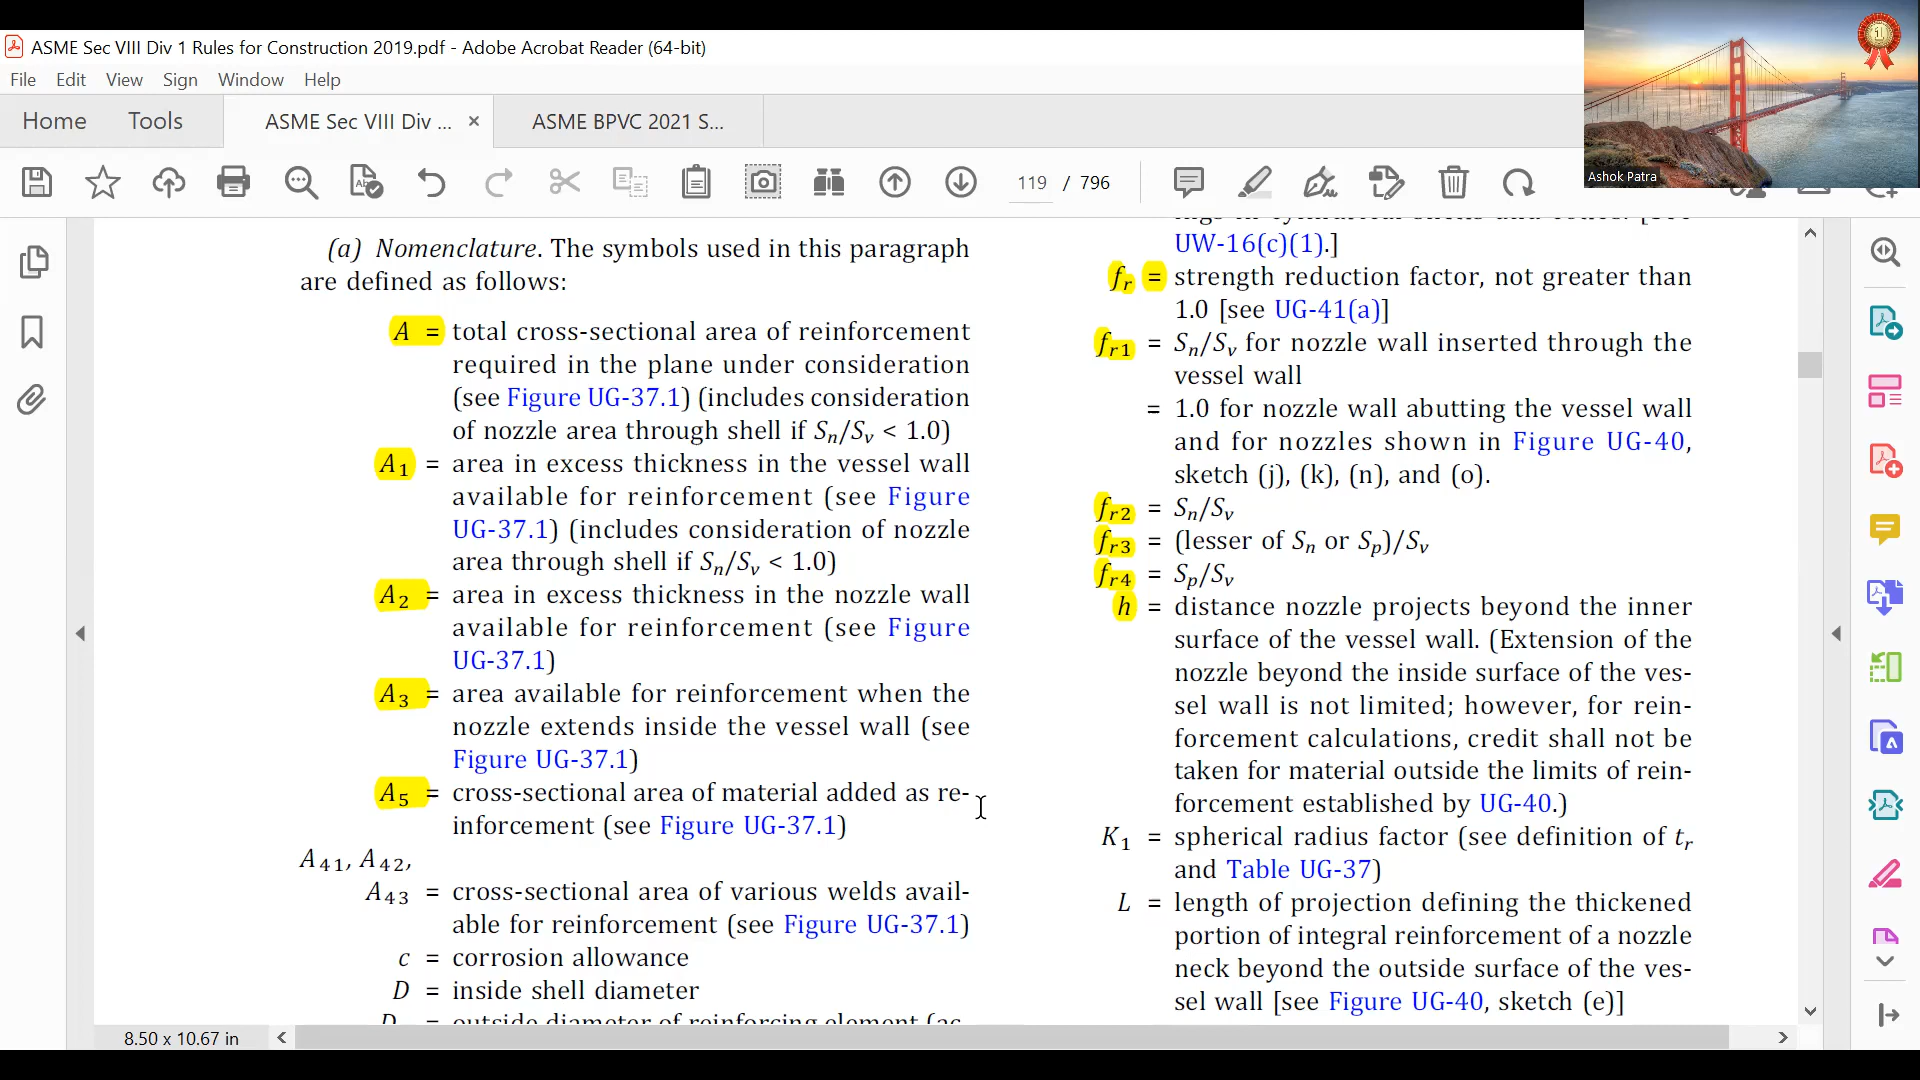 ASME Sec VIII Div 1 Rules for Construction 2019.pdf - Adobe Acrobat Reader (64-bit)
File Edit View Sign Window Help
Home Tools ASME Sec VIII Div ... × ASME BPVC 2021 S...
119 / 796
Ashok Patra
(a) Nomenclature. The symbols used in this paragraph
are defined as follows:
A = total cross-sectional area of reinforcement
required in the plane under consideration
(see Figure UG-37.1) (includes consideration
of nozzle area through shell if Sn/Sv < 1.0)
A1 = area in excess thickness in the vessel wall
available for reinforcement (see Figure
UG-37.1) (includes consideration of nozzle
area through shell if Sn/Sv < 1.0)
A2 = area in excess thickness in the nozzle wall
available for reinforcement (see Figure
UG-37.1)
A3 = area available for reinforcement when the
nozzle extends inside the vessel wall (see
Figure UG-37.1)
A5 = cross-sectional area of material added as re-
inforcement (see Figure UG-37.1)
A41, A42,
A43 = cross-sectional area of various welds avail-
able for reinforcement (see Figure UG-37.1)
c = corrosion allowance
D = inside shell diameter
= outside diameter of reinforcing element (ac-
UW-16(c)(1).]
fr = strength reduction factor, not greater than
1.0 [see UG-41(a)]
fr1 = Sn/Sv for nozzle wall inserted through the
vessel wall
= 1.0 for nozzle wall abutting the vessel wall
and for nozzles shown in Figure UG-40,
sketch (j), (k), (n), and (o).
fr2 = Sn/Sv
fr3 = (lesser of Sn or Sp)/Sv
fr4 = Sp/Sv
h = distance nozzle projects beyond the inner
surface of the vessel wall. (Extension of the
nozzle beyond the inside surface of the ves-
sel wall is not limited; however, for rein-
forcement calculations, credit shall not be
taken for material outside the limits of rein-
forcement established by UG-40.)
K1 = spherical radius factor (see definition of tr
and Table UG-37)
L = length of projection defining the thickened
portion of integral reinforcement of a nozzle
neck beyond the outside surface of the ves-
sel wall [see Figure UG-40, sketch (e)]
8.50 x 10.67 in